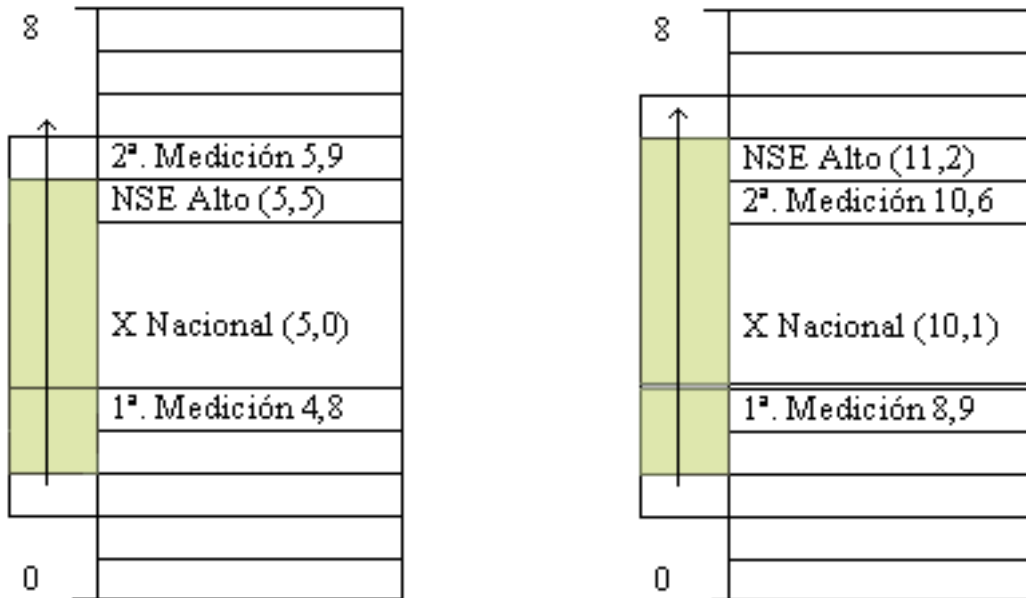 8
2ª. Medición 5,9
NSE Alto (5,5)
X Nacional (5,0)
1ª. Medición 4,8
0
8
NSE Alto (11,2)
2ª. Medición 10,6
X Nacional (10,1)
1ª. Medición 8,9
0